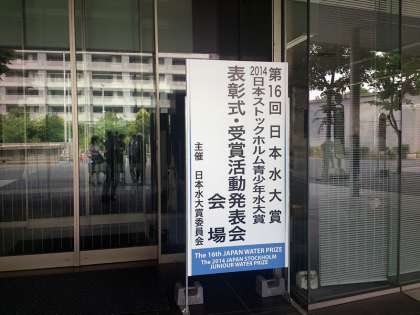 第16回 日本水大賞
2014日本ストックホルム青少年水大賞
表彰式・受賞活動発表会
会場
主催 日本水大賞委員会
The 16th JAPAN WATER PRIZE
The 2014 JAPAN STOCKHOLM
JUNIOUR WATER PRIZE